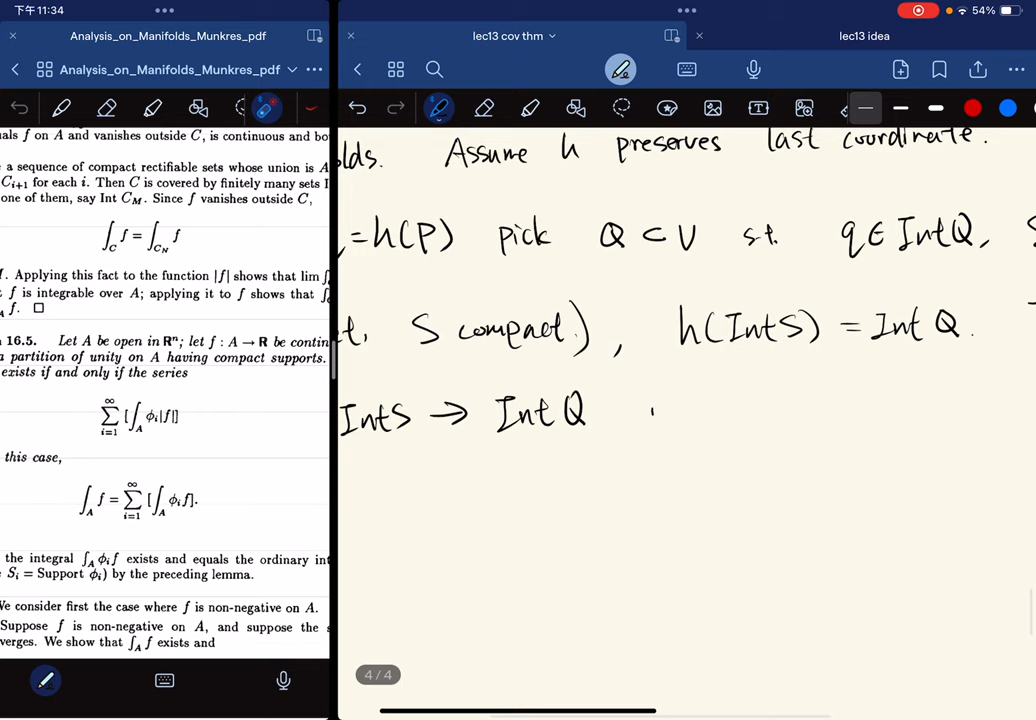 下午11:34
54%
Analysis_on_Manifolds_Munkres_pdf
lec13 cov thm
lec13 idea
Analysis_on_Manifolds_Munkres_pdf
als f on A and vanishes outside C, is continuous and bo
a sequence of compact rectifiable sets whose union is A
C_{i+1} for each i. Then C is covered by finitely many sets I
one of them, say Int C_M. Since f vanishes outside C,
∫_C f = ∫_{C_N} f
. Applying this fact to the function |f| shows that lim ∫
f is integrable over A; applying it to f shows that ∫
f. □
16.5. Let A be open in R^n; let f : A → R be contin
partition of unity on A having compact supports.
exists if and only if the series
∞
∑ [∫_A ϕ_i|f|]
i=1
this case,
∫_A f = ∑_{i=1}^∞ [∫_A ϕ_i f].
the integral ∫_A ϕ_i f exists and equals the ordinary int
S_i = Support ϕ_i) by the preceding lemma.
We consider first the case where f is non-negative on A.
Suppose f is non-negative on A, and suppose the s
verges. We show that ∫_A f exists and
lds. Assume h preserves last coordinate.
=h(P) pick Q ⊂ V s.t. q ∈ Int Q,
t, S compact.) , h(Int S) = Int Q.
Int S → Int Q
4/4